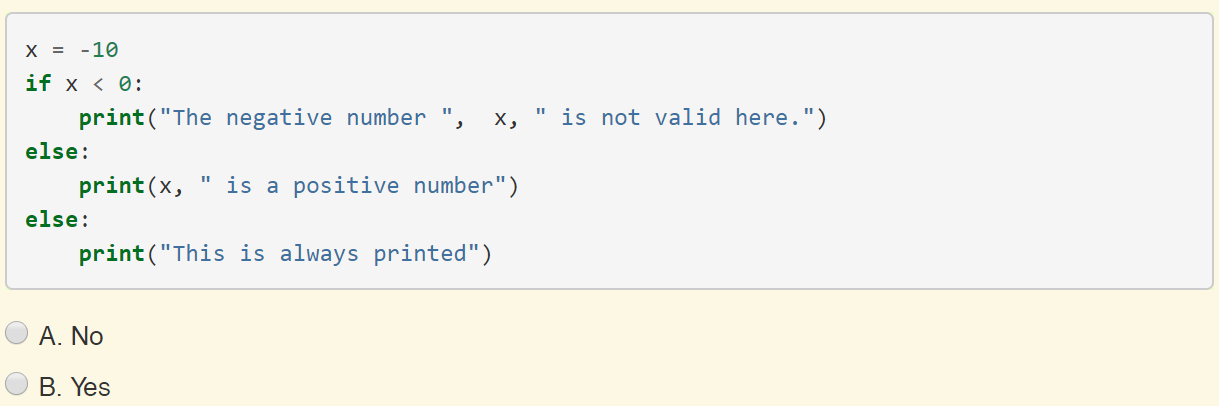 x = -10
if x < 0:
    print("The negative number ",  x, " is not valid here.")
else:
    print(x, " is a positive number")
else:
    print("This is always printed")
A. No
B. Yes